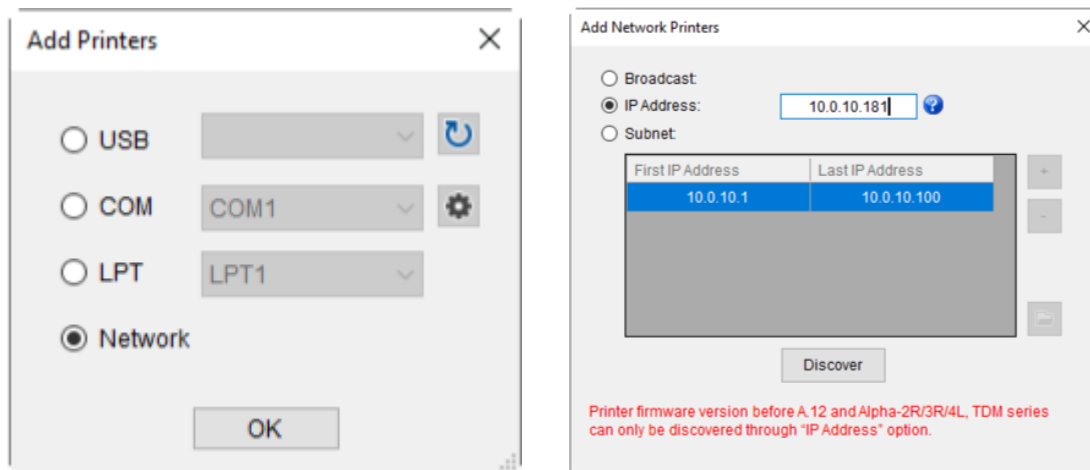 Add Printers
USB
COM
COM1
LPT
LPT1
Network
OK
Add Network Printers
Broadcast:
IP Address:
10.0.10.181
Subnet:
First IP Address
Last IP Address
10.0.10.1
10.0.10.100
+
-
Discover
Printer firmware version before A.12 and Alpha-2R/3R/4L, TDM series
can only be discovered through "IP Address" option.